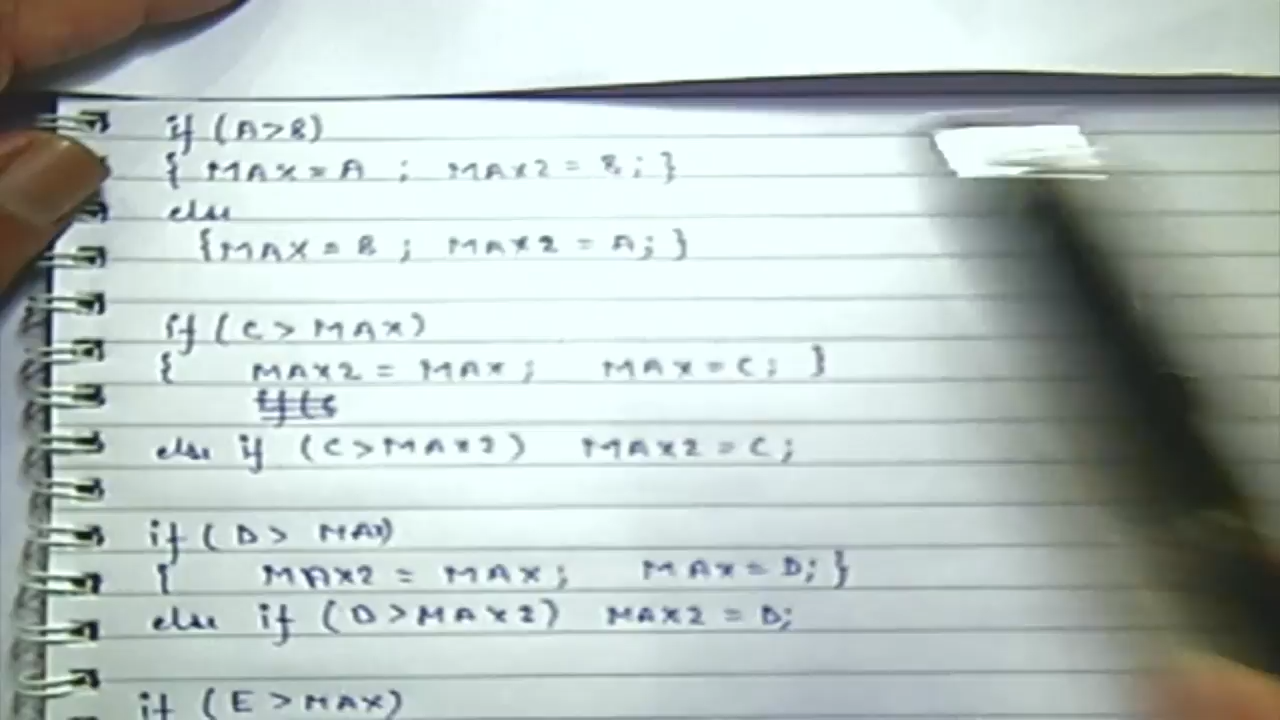 if (A>B)
{ MAX = A ; MAX2 = B; }
else
{MAX = B ; MAX2 = A; }
if (C > MAX)
{ MAX2 = MAX ; MAX = C; }
else if (C>MAX2) MAX2 = C;
if (D > MAX)
{ MAX2 = MAX ; MAX = D; }
else if (D>MAX2) MAX2 = D;
if (E >MAX)